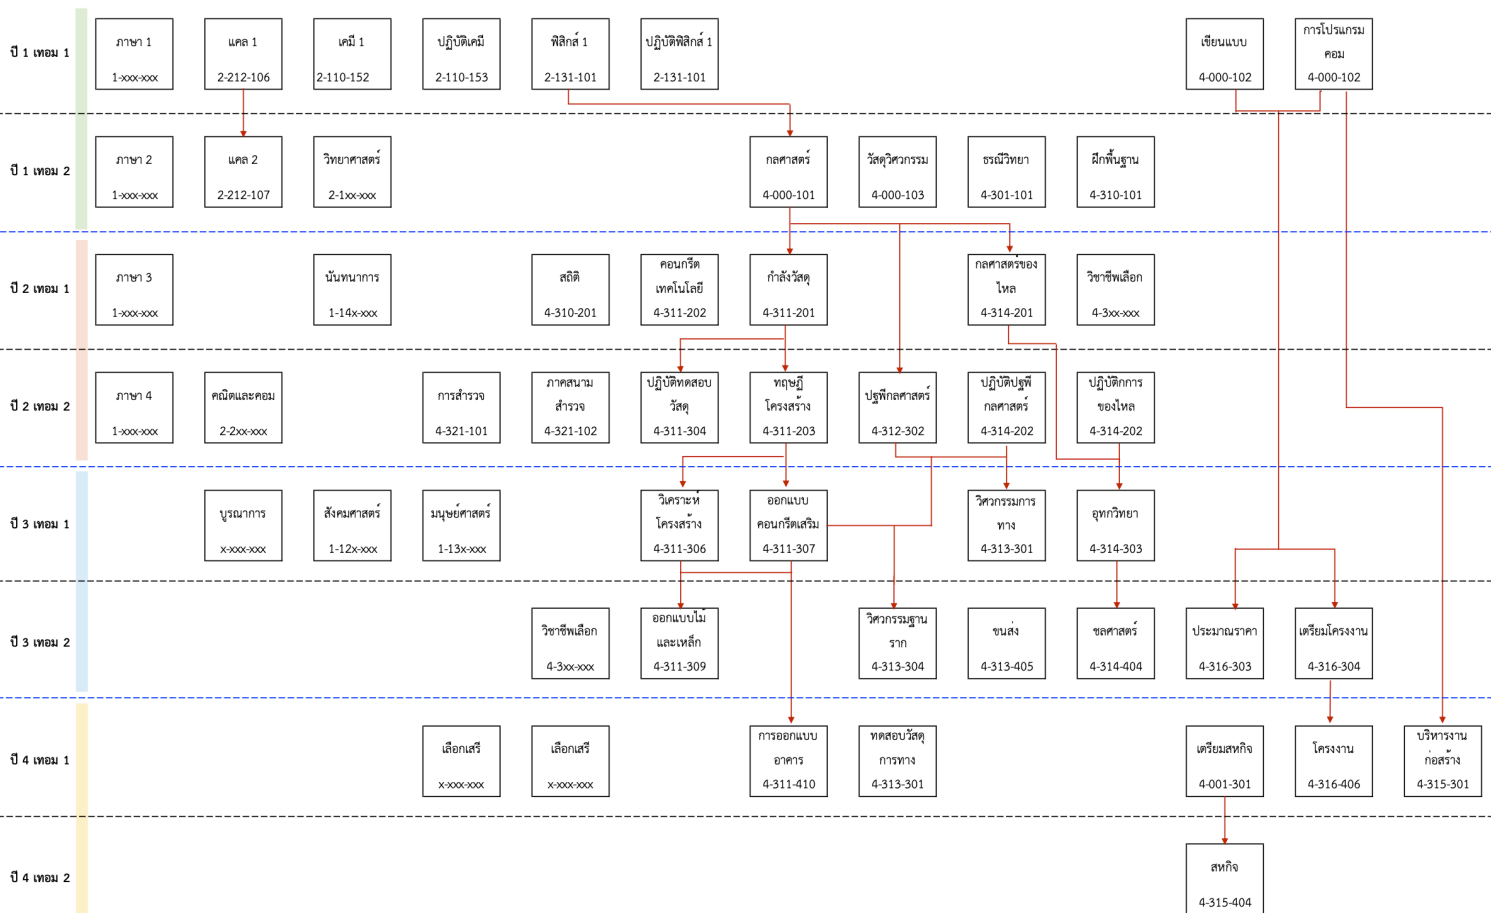 ปี 1 เทอม 1
ภาษา 1
1-xxx-xxx
แคล 1
2-212-106
เคมี 1
2-110-152
ปฏิบัติเคมี
2-110-153
ฟิสิกส์ 1
2-131-101
ปฏิบัติฟิสิกส์ 1
2-131-101
เขียนแบบ
4-000-102
การโปรแกรม
คอม
4-000-102
ปี 1 เทอม 2
ภาษา 2
1-xxx-xxx
แคล 2
2-212-107
วิทยาศาสตร์
2-1xx-xxx
กลศาสตร์
4-000-101
วัสดุวิศวกรรม
4-000-103
ธรณีวิทยา
4-301-101
ฝึกพื้นฐาน
4-310-101
ปี 2 เทอม 1
ภาษา 3
1-xxx-xxx
นันทนาการ
1-14x-xxx
สถิติ
4-310-201
คอนกรีต
เทคโนโลยี
4-311-202
กำลังวัสดุ
4-311-201
กลศาสตร์ของ
ไหล
4-314-201
วิชาชีพเลือก
4-3xx-xxx
ปี 2 เทอม 2
ภาษา 4
1-xxx-xxx
คณิตและคอม
2-2xx-xxx
การสำรวจ
4-321-101
ภาคสนาม
สำรวจ
4-321-102
ปฏิบัติทดสอบ
วัสดุ
4-311-304
ทฤษฎี
โครงสร้าง
4-311-203
ปฐพีกลศาสตร์
4-312-302
ปฏิบัติปฐพี
กลศาสตร์
4-314-202
ปฏิบัติกการ
ของไหล
4-314-202
ปี 3 เทอม 1
บูรณาการ
x-xxx-xxx
สังคมศาสตร์
1-12x-xxx
มนุษย์ศาสตร์
1-13x-xxx
วิเคราะห์
โครงสร้าง
4-311-306
ออกแบบ
คอนกรีตเสริม
4-311-307
วิศวกรรมการ
ทาง
4-313-301
อุทกวิทยา
4-314-303
ปี 3 เทอม 2
วิชาชีพเลือก
4-3xx-xxx
ออกแบบไม้
และเหล็ก
4-311-309
วิศวกรรมฐาน
ราก
4-313-304
ขนส่ง
4-313-405
ชลศาสตร์
4-314-404
ประมาณราคา
4-316-303
เตรียมโครงงาน
4-316-304
ปี 4 เทอม 1
เลือกเสรี
x-xxx-xxx
เลือกเสรี
x-xxx-xxx
การออกแบบ
อาคาร
4-311-410
ทดสอบวัสดุ
การทาง
4-313-301
เตรียมสหกิจ
4-001-301
โครงงาน
4-316-406
บริหารงาน
ก่อสร้าง
4-315-301
ปี 4 เทอม 2
สหกิจ
4-315-404